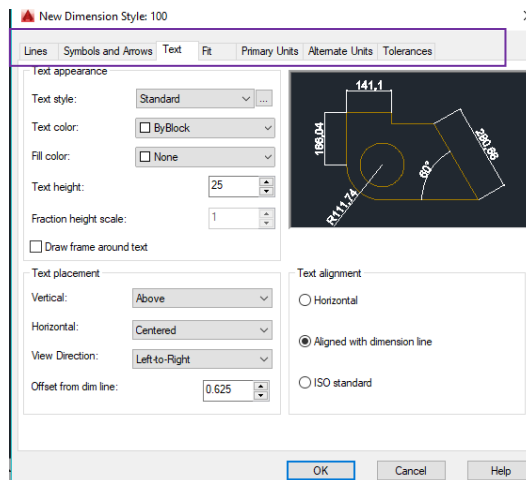 New Dimension Style: 100
Lines Symbols and Arrows Text Fit Primary Units Alternate Units Tolerances
Text appearance
Text style: Standard ...
Text color: ByBlock
Fill color: None
Text height: 25
Fraction height scale: 1
Draw frame around text
141,1
166,04
280,66
60°
R111,74
Text placement
Vertical: Above
Horizontal: Centered
View Direction: Left-to-Right
Offset from dim line: 0.625
Text alignment
Horizontal
Aligned with dimension line
ISO standard
OK Cancel Help